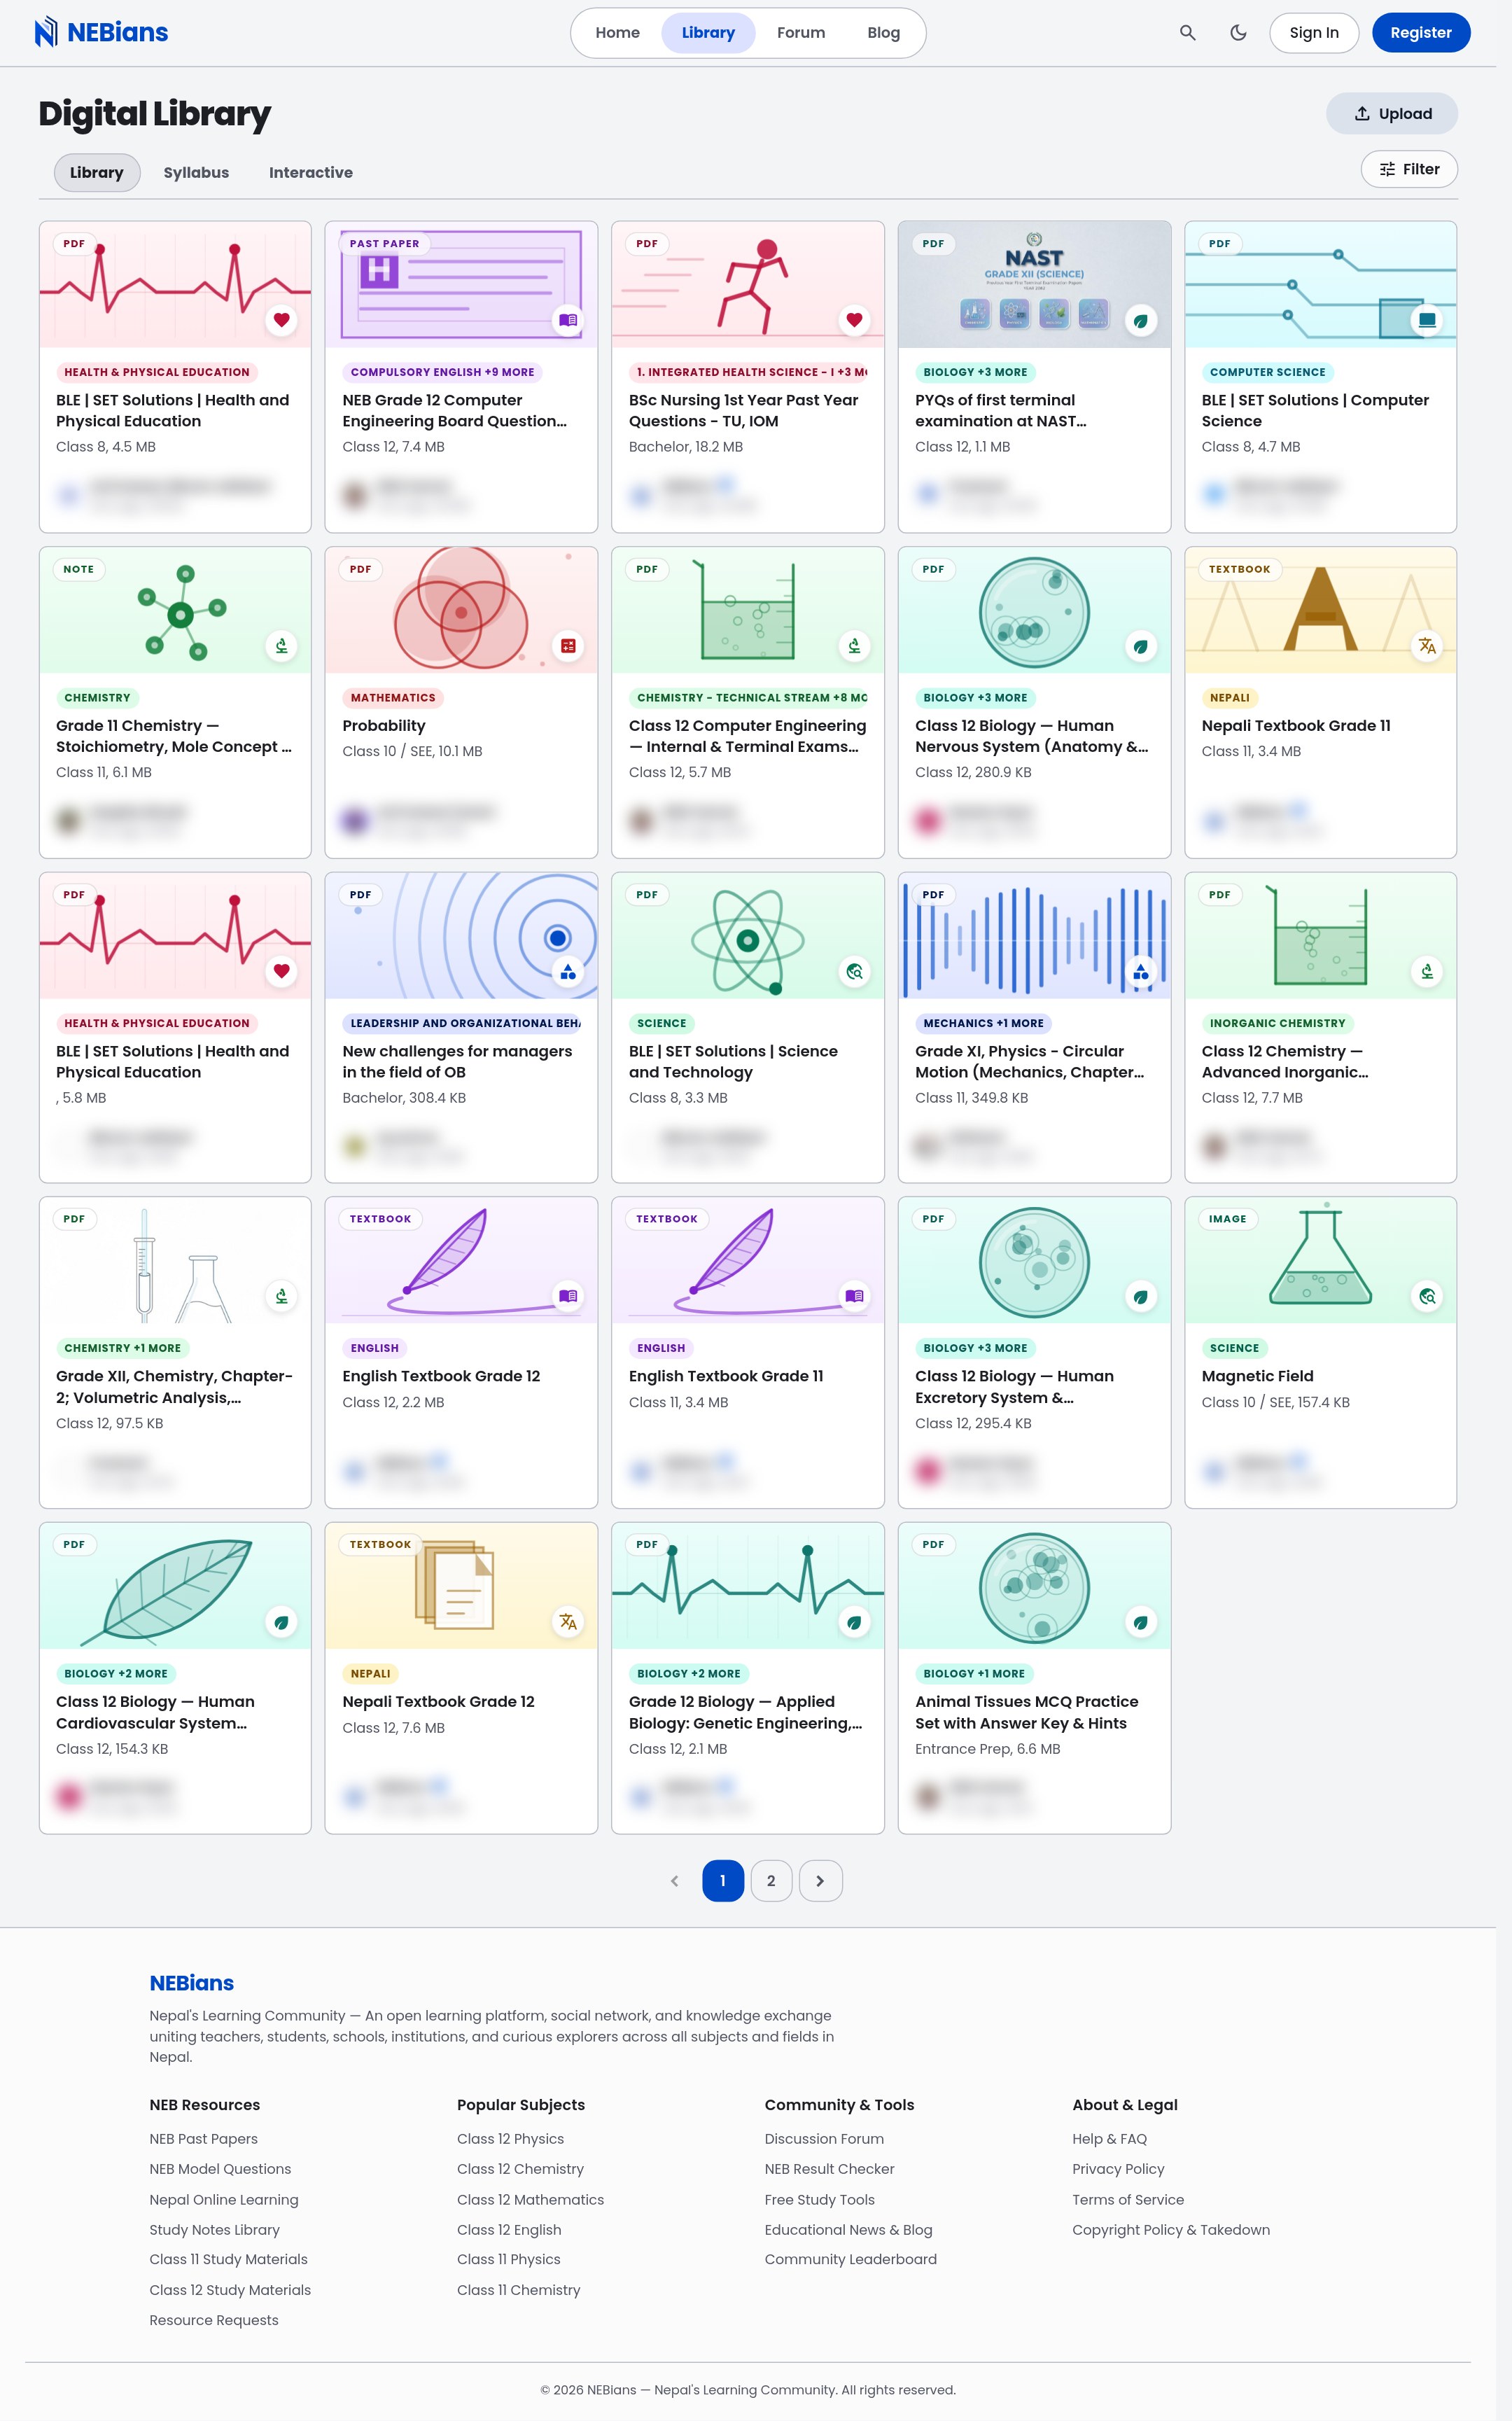 NEBians
Home
Library
Forum
Blog
Sign In
Register
Digital Library
Upload
Library
Syllabus
Interactive
Filter
PDF
HEALTH & PHYSICAL EDUCATION
BLE | SET Solutions | Health and
Physical Education
Class 8, 4.5 MB
PAST PAPER
H
COMPULSORY ENGLISH +9 MORE
NEB Grade 12 Computer
Engineering Board Question…
Class 12, 7.4 MB
PDF
1. INTEGRATED HEALTH SCIENCE - I +3
BSc Nursing 1st Year Past Year
Questions - TU, IOM
Bachelor, 18.2 MB
PDF
NAST
GRADE XII (SCIENCE)
BIOLOGY +3 MORE
PYQs of first terminal
examination at NAST…
Class 12, 1.1 MB
PDF
COMPUTER SCIENCE
BLE | SET Solutions | Computer
Science
Class 8, 4.7 MB
NOTE
CHEMISTRY
Grade 11 Chemistry —
Stoichiometry, Mole Concept …
Class 11, 6.1 MB
PDF
MATHEMATICS
Probability
Class 10 / SEE, 10.1 MB
PDF
CHEMISTRY - TECHNICAL STREAM +8
Class 12 Computer Engineering
— Internal & Terminal Exams…
Class 12, 5.7 MB
PDF
BIOLOGY +3 MORE
Class 12 Biology — Human
Nervous System (Anatomy &…
Class 12, 280.9 KB
TEXTBOOK
NEPALI
Nepali Textbook Grade 11
Class 11, 3.4 MB
PDF
HEALTH & PHYSICAL EDUCATION
BLE | SET Solutions | Health and
Physical Education
, 5.8 MB
PDF
LEADERSHIP AND ORGANIZATIONAL
New challenges for managers
in the field of OB
Bachelor, 308.4 KB
PDF
SCIENCE
BLE | SET Solutions | Science
and Technology
Class 8, 3.3 MB
PDF
MECHANICS +1 MORE
Grade XI, Physics - Circular
Motion (Mechanics, Chapter…
Class 11, 349.8 KB
PDF
INORGANIC CHEMISTRY
Class 12 Chemistry —
Advanced Inorganic…
Class 12, 7.7 MB
PDF
CHEMISTRY +1 MORE
Grade XII, Chemistry, Chapter-
2; Volumetric Analysis,…
Class 12, 97.5 KB
TEXTBOOK
ENGLISH
English Textbook Grade 12
Class 12, 2.2 MB
TEXTBOOK
ENGLISH
English Textbook Grade 11
Class 11, 3.4 MB
PDF
BIOLOGY +3 MORE
Class 12 Biology — Human
Excretory System &…
Class 12, 295.4 KB
IMAGE
SCIENCE
Magnetic Field
Class 10 / SEE, 157.4 KB
PDF
BIOLOGY +2 MORE
Class 12 Biology — Human
Cardiovascular System…
Class 12, 154.3 KB
TEXTBOOK
NEPALI
Nepali Textbook Grade 12
Class 12, 7.6 MB
PDF
BIOLOGY +2 MORE
Grade 12 Biology — Applied
Biology: Genetic Engineering,…
Class 12, 2.1 MB
PDF
BIOLOGY +1 MORE
Animal Tissues MCQ Practice
Set with Answer Key & Hints
Entrance Prep, 6.6 MB
1
2
NEBians
Nepal's Learning Community — An open learning platform, social network, and knowledge exchange
uniting teachers, students, schools, institutions, and curious explorers across all subjects and fields in
Nepal.
NEB Resources
NEB Past Papers
NEB Model Questions
Nepal Online Learning
Study Notes Library
Class 11 Study Materials
Class 12 Study Materials
Resource Requests
Popular Subjects
Class 12 Physics
Class 12 Chemistry
Class 12 Mathematics
Class 12 English
Class 11 Physics
Class 11 Chemistry
Community & Tools
Discussion Forum
NEB Result Checker
Free Study Tools
Educational News & Blog
Community Leaderboard
About & Legal
Help & FAQ
Privacy Policy
Terms of Service
Copyright Policy & Takedown
© 2026 NEBians — Nepal's Learning Community. All rights reserved.